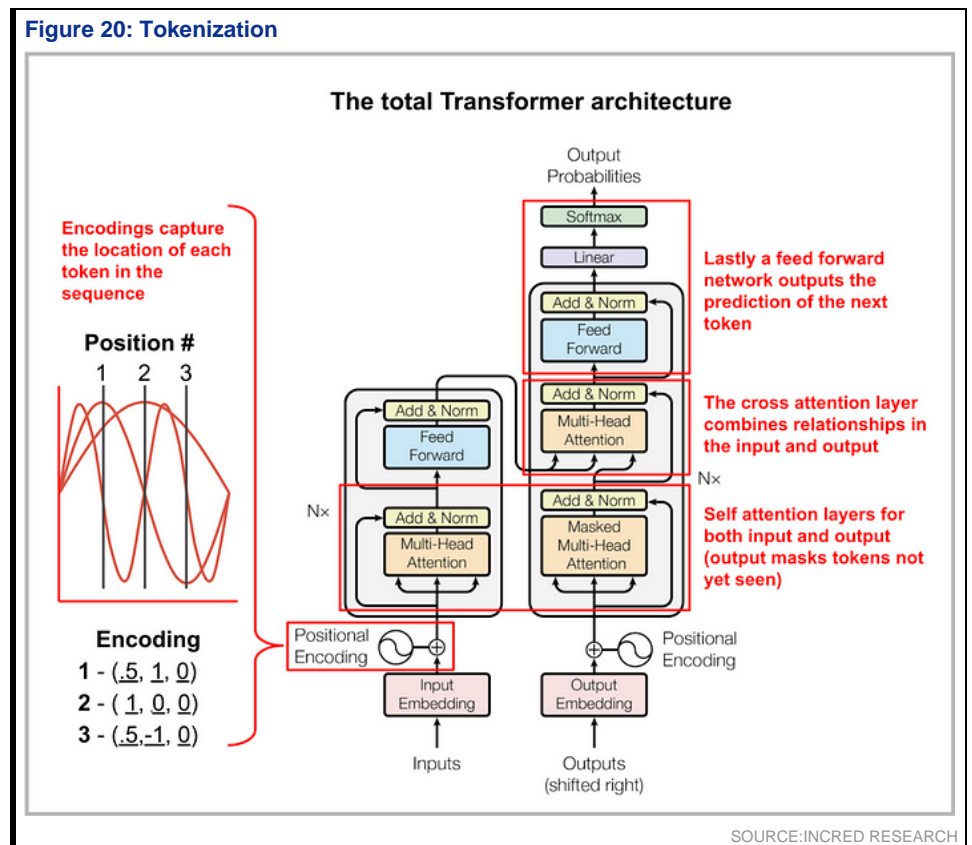 Figure 20: Tokenization
The total Transformer architecture
Encodings capture
the location of each
token in the
sequence
Position #
1 2 3
Encoding
1 - (.5, 1, 0)
2 - ( 1, 0, 0)
3 - (.5,-1, 0)
Output
Probabilities
Softmax
Linear
Add & Norm
Feed
Forward
Add & Norm
Multi-Head
Attention
Add & Norm
Masked
Multi-Head
Attention
Nx
Positional
Encoding
Output
Embedding
Outputs
(shifted right)
Add & Norm
Feed
Forward
Nx
Add & Norm
Multi-Head
Attention
Positional
Encoding
Input
Embedding
Inputs
Lastly a feed forward
network outputs the
prediction of the next
token
The cross attention layer
combines relationships in
the input and output
Self attention layers for
both input and output
(output masks tokens not
yet seen)
SOURCE:INCRED RESEARCH